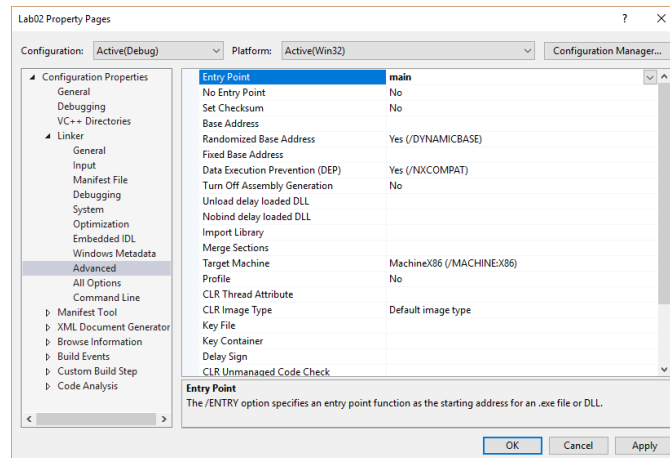 Lab02 Property Pages ? ×
Configuration: Active(Debug) Platform: Active(Win32) Configuration Manager...
Configuration Properties
General
Debugging
VC++ Directories
Linker
General
Input
Manifest File
Debugging
System
Optimization
Embedded IDL
Windows Metadata
Advanced
All Options
Command Line
Manifest Tool
XML Document Generator
Browse Information
Build Events
Custom Build Step
Code Analysis
Entry Point main
No Entry Point No
Set Checksum No
Base Address
Randomized Base Address Yes (/DYNAMICBASE)
Fixed Base Address
Data Execution Prevention (DEP) Yes (/NXCOMPAT)
Turn Off Assembly Generation No
Unload delay loaded DLL
Nobind delay loaded DLL
Import Library
Merge Sections
Target Machine MachineX86 (/MACHINE:X86)
Profile No
CLR Thread Attribute
CLR Image Type Default image type
Key File
Key Container
Delay Sign
CLR Unmanaged Code Check
Entry Point
The /ENTRY option specifies an entry point function as the starting address for an .exe file or DLL.
OK Cancel Apply